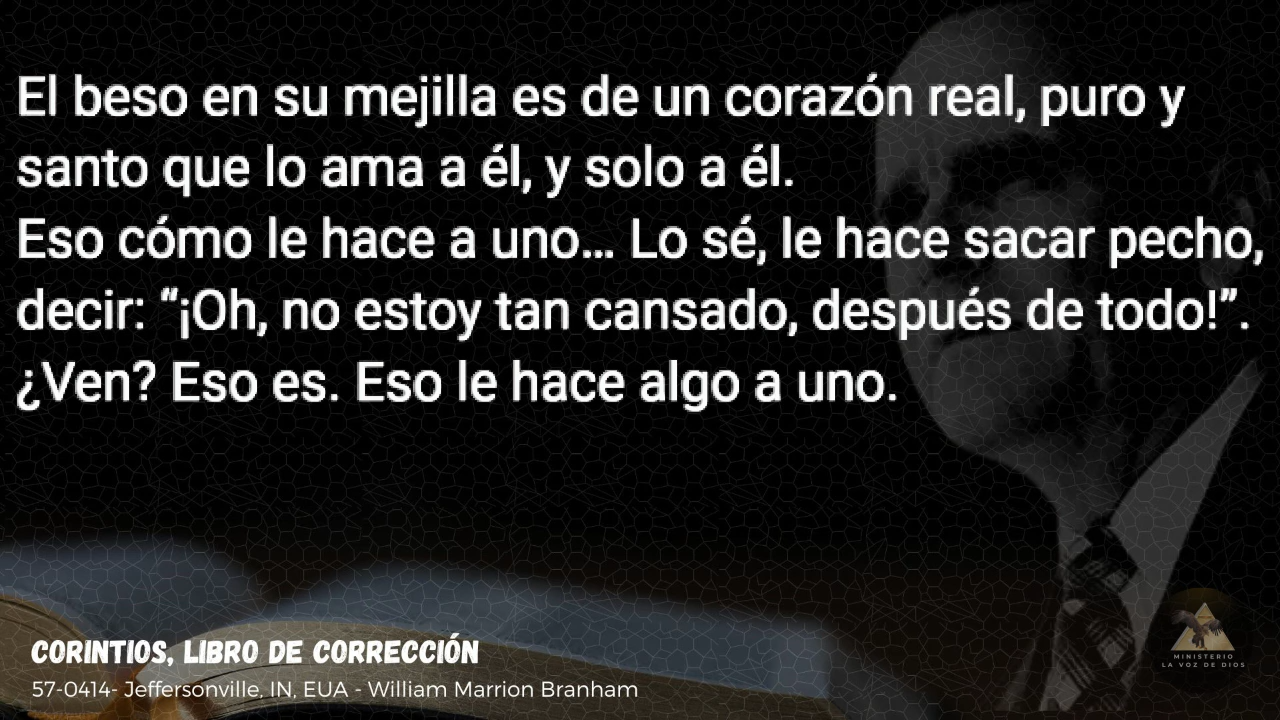 El beso en su mejilla es de un corazón real, puro y
santo que lo ama a él, y solo a él.
Eso cómo le hace a uno... Lo sé, le hace sacar pecho,
decir: “¡Oh, no estoy tan cansado, después de todo!”.
¿Ven? Eso es. Eso le hace algo a uno.
CORINTIOS, LIBRO DE CORRECCIÓN
57-0414- Jeffersonville, IN, EUA - William Marrion Branham
MINISTERIO
LA VOZ DE DIOS